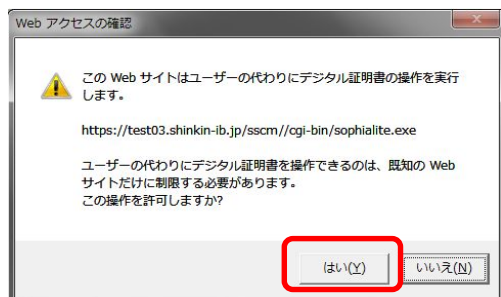 Web アクセスの確認
この Web サイトはユーザーの代わりにデジタル証明書の操作を実行
します。
https://test03.shinkin-ib.jp/sscm//cgi-bin/sophialite.exe
ユーザーの代わりにデジタル証明書を操作できるのは、既知の Web
サイトだけに制限する必要があります。
この操作を許可しますか?
はい(Y) いいえ(N)